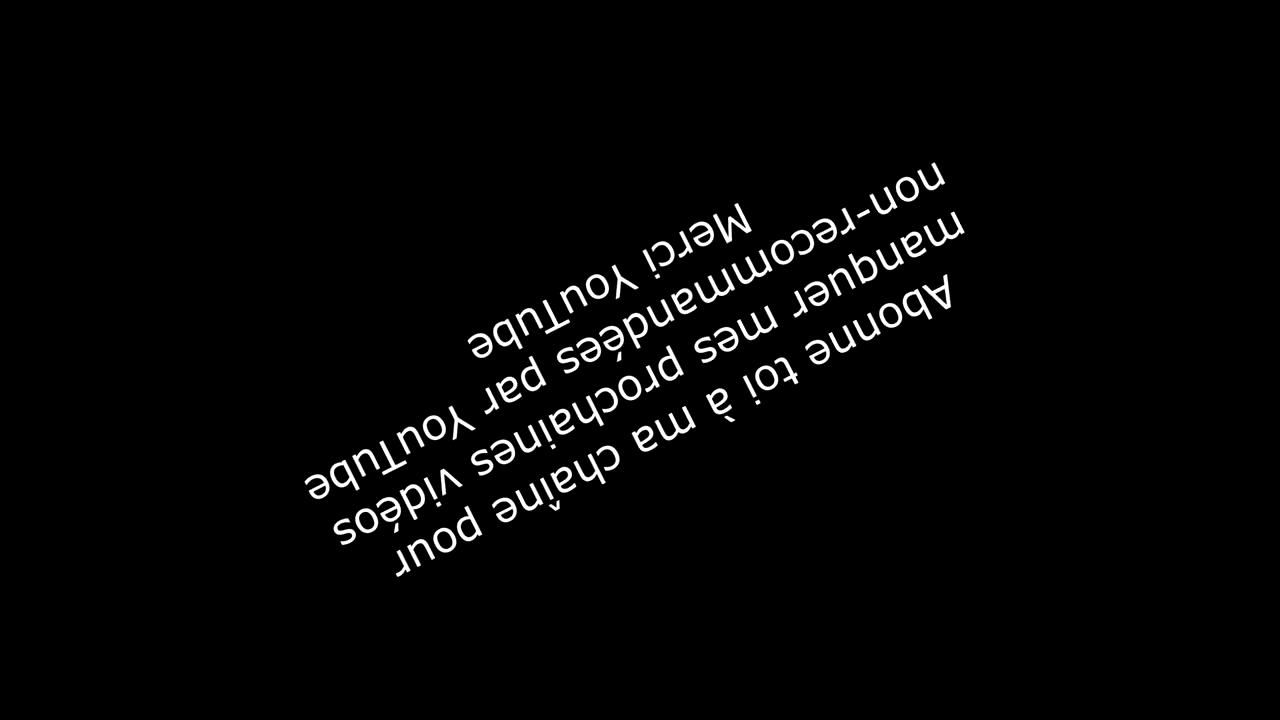 Abonne toi à ma chaîne pour
manquer mes prochaines vidéos
non-recommandées par YouTube
Merci YouTube